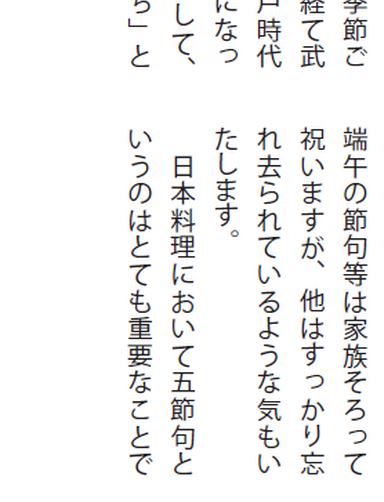 季節ご
経て武
戸時代
になっ
して、
ち」と
端午の節句等は家族そろって
祝いますが、他はすっかり忘
れ去られているような気もい
たします。
日本料理において五節句と
いうのはとても重要なことで